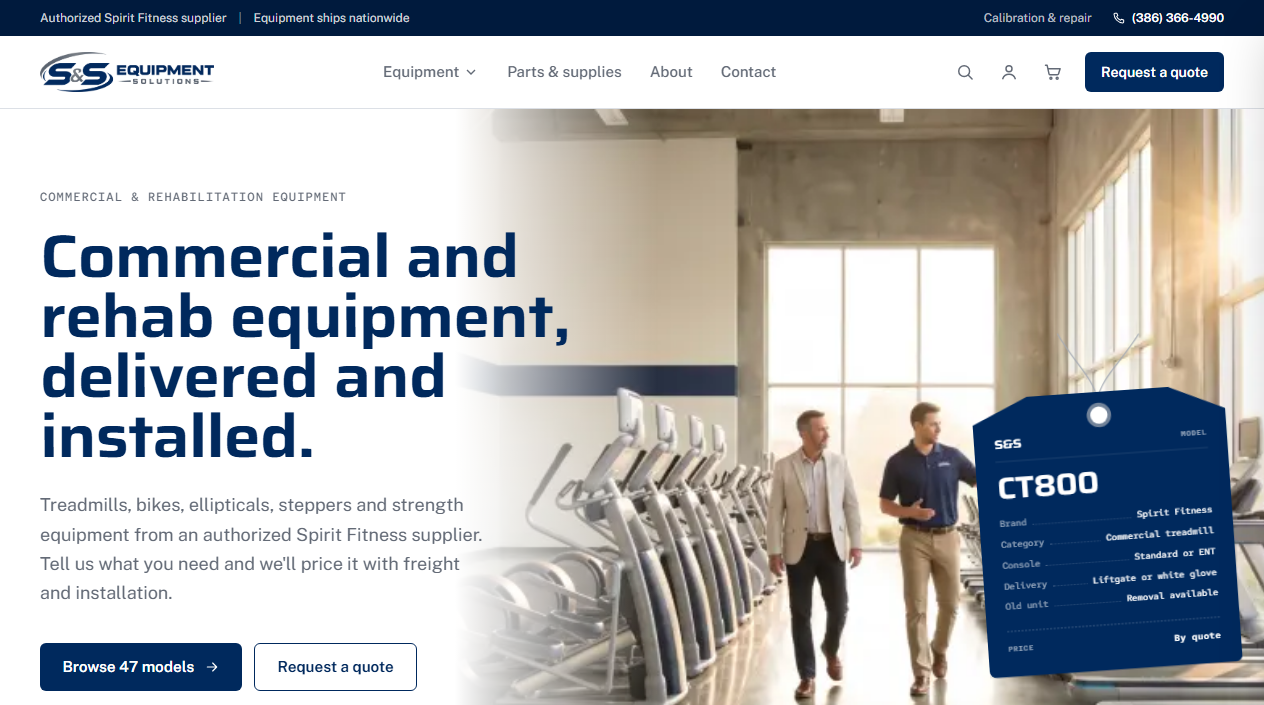 Authorized Spirit Fitness supplier | Equipment ships nationwide
Calibration & repair (386) 366-4990
S&S EQUIPMENT
SOLUTIONS
Equipment Parts & supplies About Contact
Request a quote
COMMERCIAL & REHABILITATION EQUIPMENT
Commercial and
rehab equipment,
delivered and
installed.
Treadmills, bikes, ellipticals, steppers and strength
equipment from an authorized Spirit Fitness supplier.
Tell us what you need and we'll price it with freight
and installation.
Browse 47 models →
Request a quote
S&S MODEL
CT800
Brand Spirit Fitness
Category Commercial treadmill
Console Standard or ENT
Delivery Liftgate or white glove
Old unit Removal available
PRICE By quote